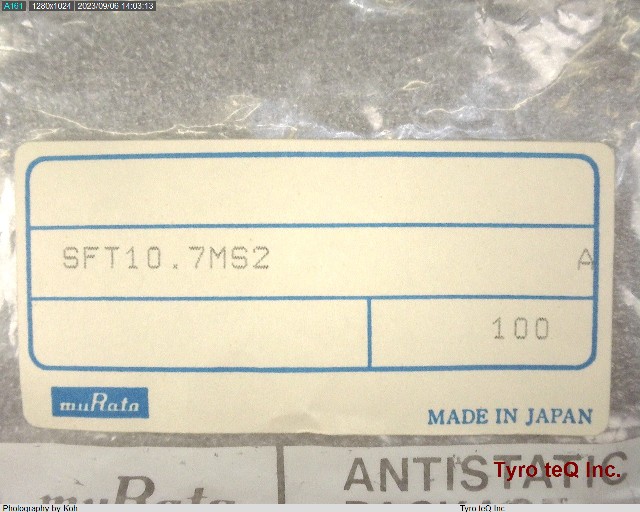 A161 1280x1024 2023/09/06 14:03:13
SFT10.7MS2 A
100
muRata
MADE IN JAPAN
muRata ANTISTATIC
Tyro teQ Inc.
Photography by Koh Tyro teQ Inc